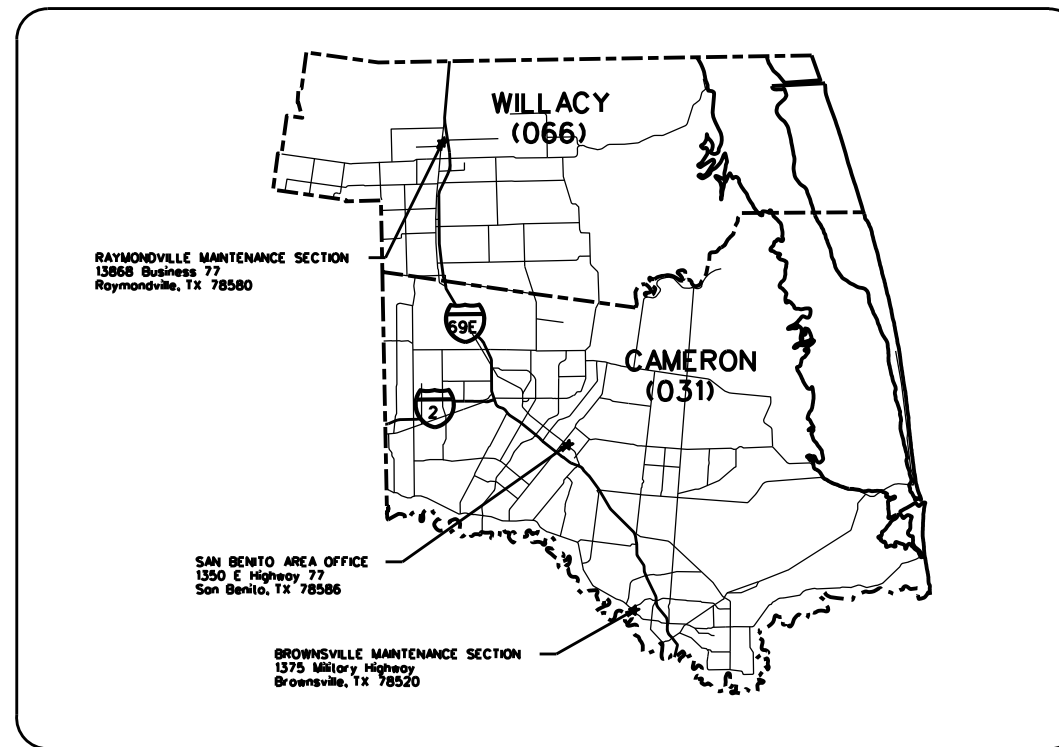 WILLACY
(066)
RAYMONDVILLE MAINTENANCE SECTION
13868 Business 77
Raymondville, TX 78580
69E
CAMERON
(031)
2
SAN BENITO AREA OFFICE
1350 E Highway 77
San Benito, TX 78586
BROWNSVILLE MAINTENANCE SECTION
1375 Military Highway
Brownsville, TX 78520